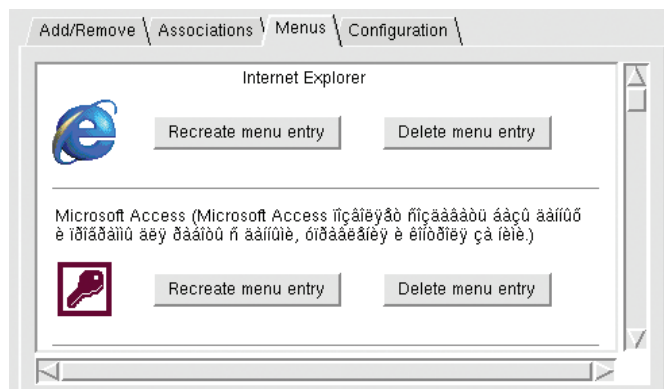 Add/Remove
Associations
Menus
Configuration
Internet Explorer
Recreate menu entry
Delete menu entry
Microsoft Access (Microsoft Access ïîçâîëÿåò ñîçäàâàòü áàçû äàííûõ
è ïðîãðàììû äëÿ ðàáîòû ñ äàííûìè, óïðàâëåíèÿ è êîíòðîëÿ çà íèìè.)
Recreate menu entry
Delete menu entry